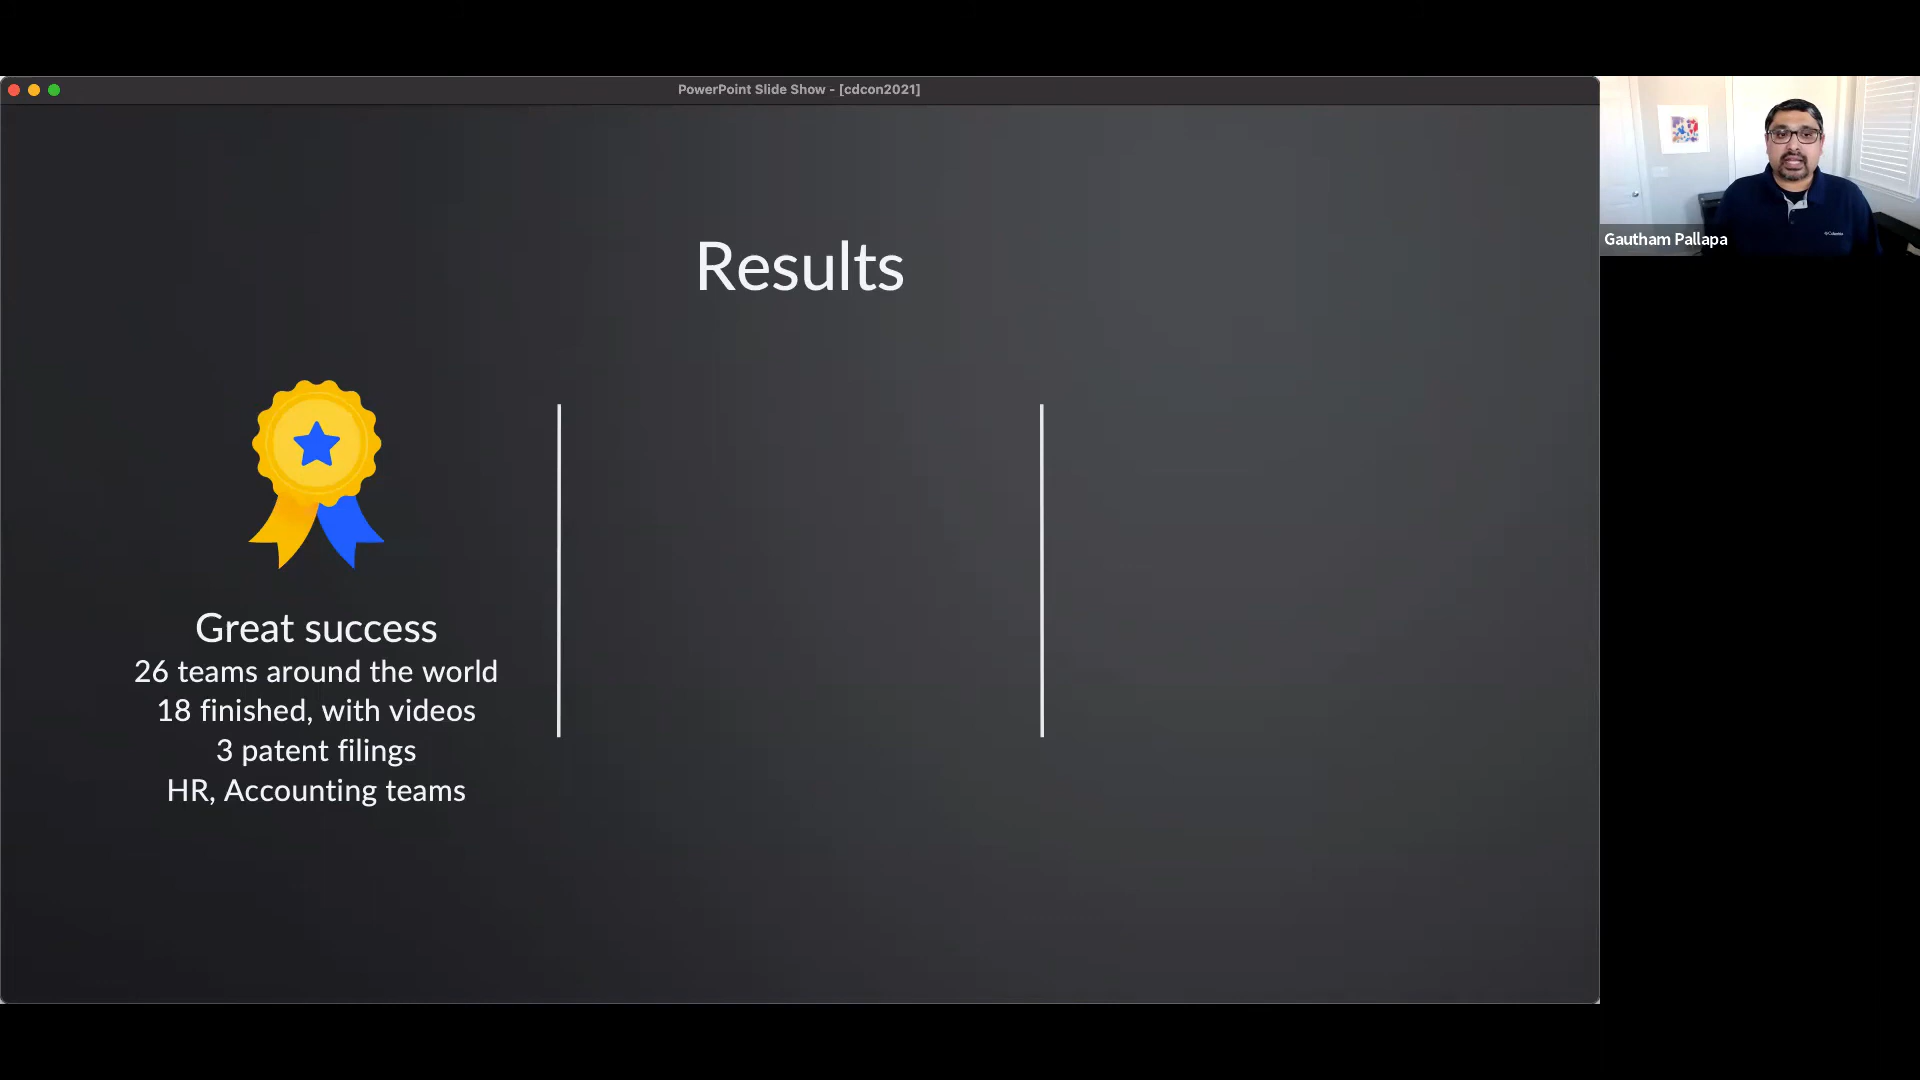 PowerPoint Slide Show - [cdcon2021]
Results
Great success
26 teams around the world
18 finished, with videos
3 patent filings
HR, Accounting teams
Gautham Pallapa
Columbia